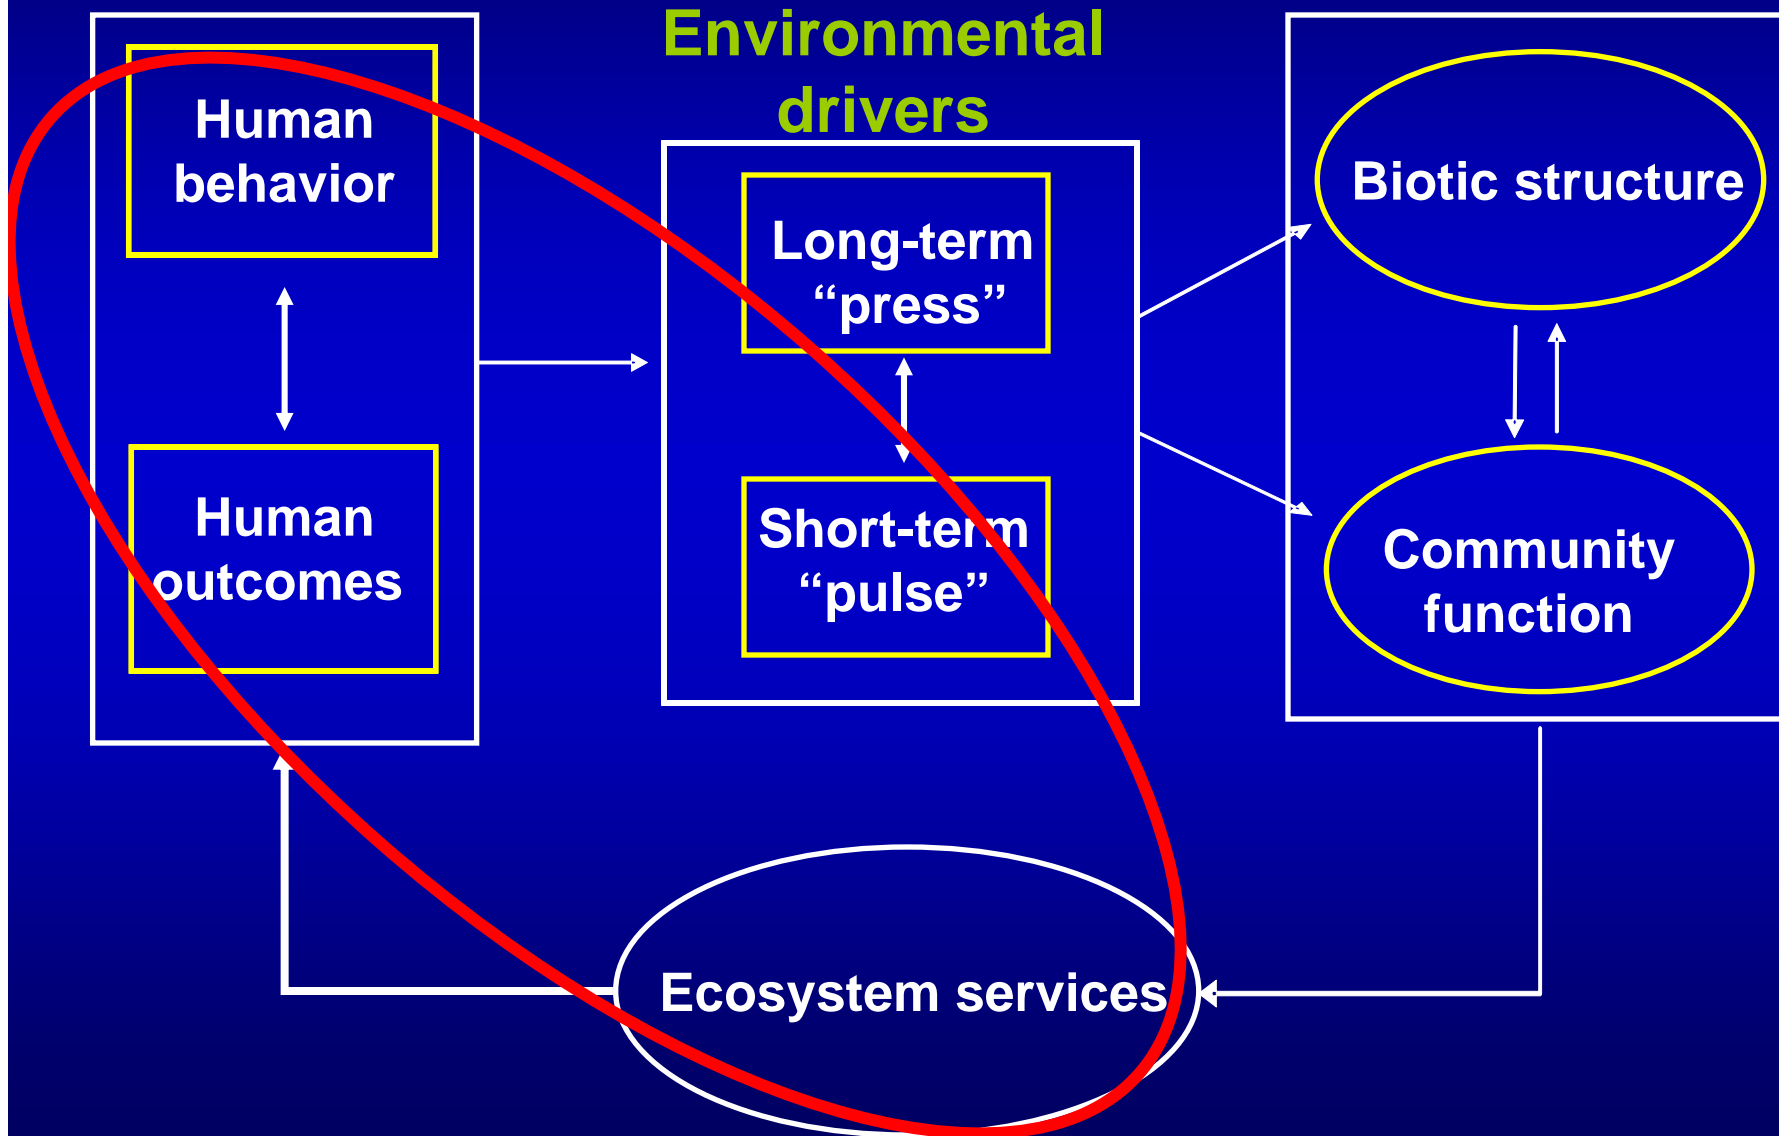 Environmental
drivers
Human
behavior
Human
outcomes
Long-term
“press”
Short-term
“pulse”
Biotic structure
Community
function
Ecosystem services